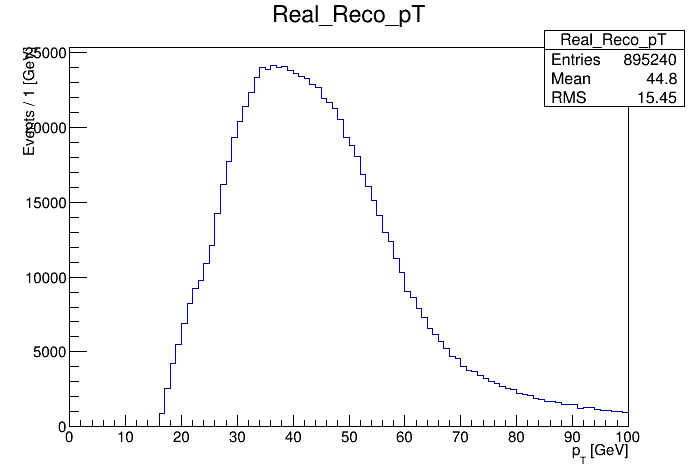 Real_Reco_pT
Real_Reco_pT
Entries 895240
Mean 44.8
RMS 15.45
Events / 1 [GeV]
25000
20000
15000
10000
5000
0
0 10 20 30 40 50 60 70 80 90 100
p_T [GeV]